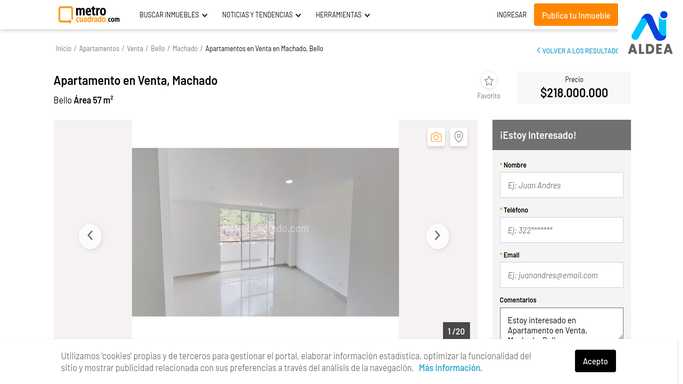 metro
cuadrado.com
BUSCAR INMUEBLES
NOTICIAS Y TENDENCIAS
HERRAMIENTAS
INGRESAR
Publica tu Inmueble
ALDEA
Inicio / Apartamentos / Venta / Bello / Machado / Apartamentos en Venta en Machado, Bello
VOLVER A LOS RESULTAD
Apartamento en Venta, Machado
Bello Área 57 m²
Favorito
Precio
$218.000.000
¡Estoy Interesado!
* Nombre
Ej: Juan Andres
* Teléfono
Ej: 322*******
* Email
Ej: juanandres@email.com
Comentarios
Estoy interesado en
Apartamento en Venta,
1/20
Utilizamos 'cookies' propias y de terceros para gestionar el portal, elaborar información estadística, optimizar la funcionalidad del
sitio y mostrar publicidad relacionada con sus preferencias a través del análisis de la navegación. Más información.
Acepto